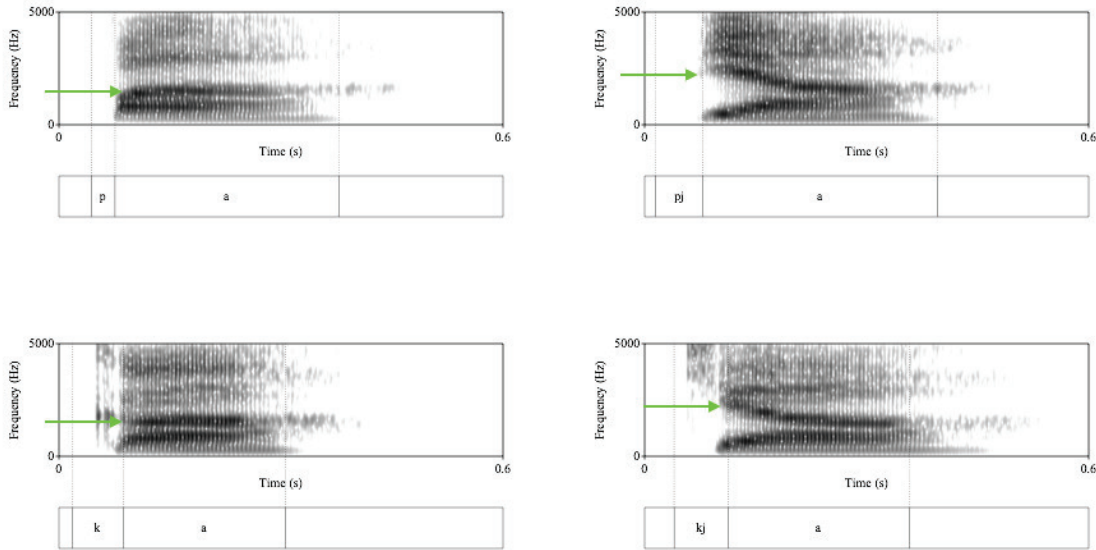 5000
Frequency (Hz)
0
0
0.6
Time (s)
p
a
5000
Frequency (Hz)
0
0
0.6
Time (s)
pj
a
5000
Frequency (Hz)
0
0
0.6
Time (s)
k
a
5000
Frequency (Hz)
0
0
0.6
Time (s)
kj
a